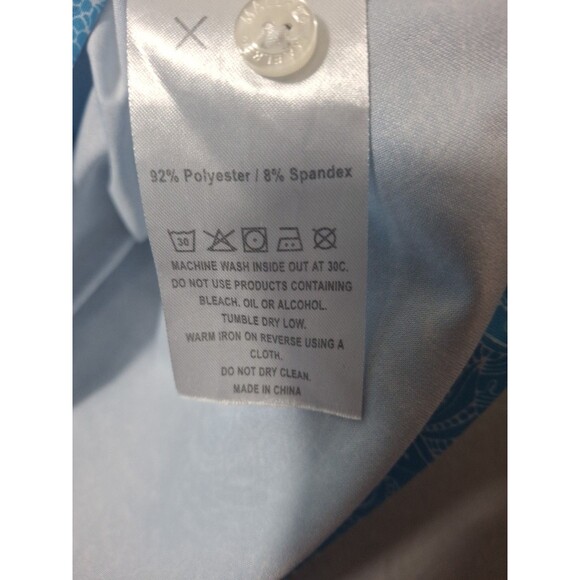 92% Polyester / 8% Spandex
30
MACHINE WASH INSIDE OUT AT 30C.
DO NOT USE PRODUCTS CONTAINING
BLEACH. OIL OR ALCOHOL.
TUMBLE DRY LOW.
WARM IRON ON REVERSE USING A
CLOTH.
DO NOT DRY CLEAN.
MADE IN CHINA